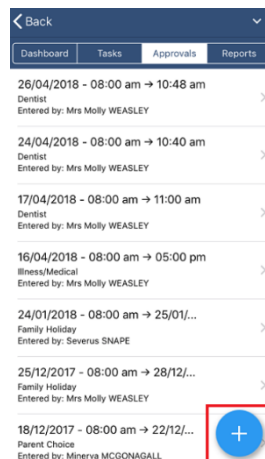 Back
Dashboard Tasks Approvals Reports
26/04/2018 - 08:00 am → 10:48 am
Dentist
Entered by: Mrs Molly WEASLEY
24/04/2018 - 08:00 am → 10:40 am
Dentist
Entered by: Mrs Molly WEASLEY
17/04/2018 - 08:00 am → 11:00 am
Dentist
Entered by: Mrs Molly WEASLEY
16/04/2018 - 08:00 am → 05:00 pm
Illness/Medical
Entered by: Mrs Molly WEASLEY
24/01/2018 - 08:00 am → 25/01/...
Family Holiday
Entered by: Severus SNAPE
25/12/2017 - 08:00 am → 28/12/...
Family Holiday
Entered by: Mrs Molly WEASLEY
18/12/2017 - 08:00 am → 22/12/...
Parent Choice
Entered by: Minerva MCGONAGALL